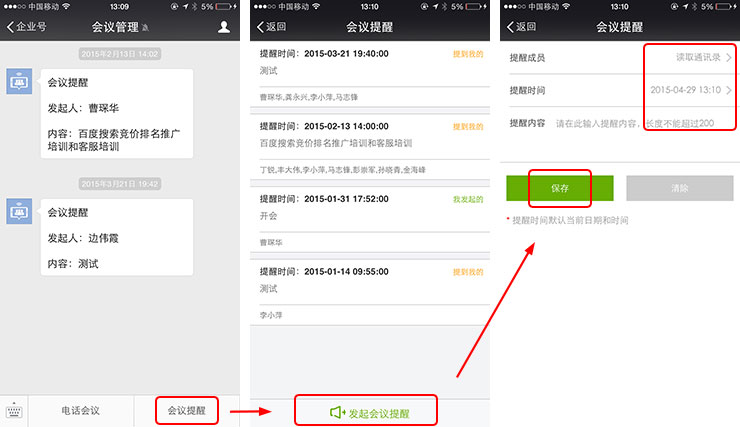 中国移动 13:09 5%
企业号 会议管理
2015年2月13日 14:02
会议提醒
发起人：曹琛华
内容：百度搜索竞价排名推广
培训和客服培训
2015年3月21日 19:42
会议提醒
发起人：边伟霞
内容：测试
电话会议 会议提醒
中国移动 13:10 5%
返回 会议提醒
提醒时间：2015-03-21 19:40:00 提到我的
测试
曹琛华,龚永兴,李小萍,马志锋
提醒时间：2015-02-13 14:00:00 提到我的
百度搜索竞价排名推广培训和客服培训
丁锐,丰大伟,李小萍,马志锋,彭崇军,孙晓青,金海峰
提醒时间：2015-01-31 17:52:00 我发起的
开会
曹琛华
提醒时间：2015-01-14 09:55:00 提到我的
测试
李小萍
发起会议提醒
中国移动 13:10 5%
返回 会议提醒
提醒成员 读取通讯录
提醒时间 2015-04-29 13:10
提醒内容 请在此输入提醒内容，长度不能超过200
保存 清除
* 提醒时间默认当前日期和时间